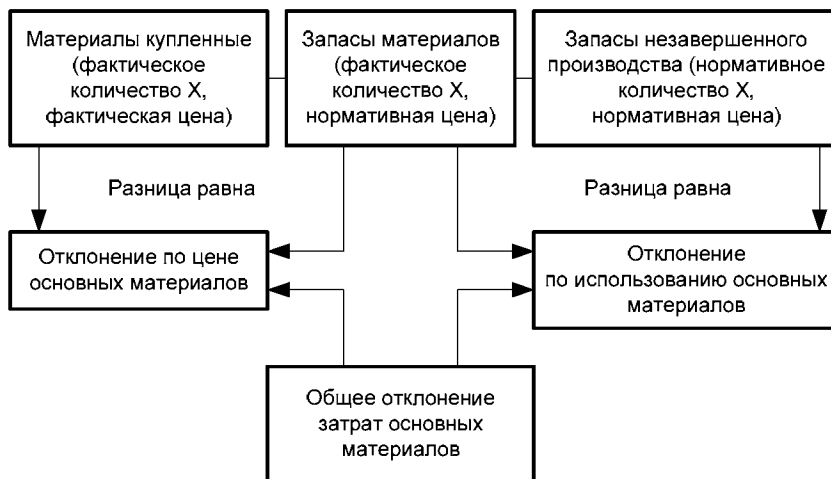 Материалы купленные
(фактическое
количество X,
фактическая цена)
Запасы материалов
(фактическое
количество X,
нормативная цена)
Запасы незавершенного
производства (нормативное
количество X,
нормативная цена)
Разница равна
Разница равна
Отклонение по цене
основных материалов
Отклонение
по использованию основных
материалов
Общее отклонение
затрат основных
материалов